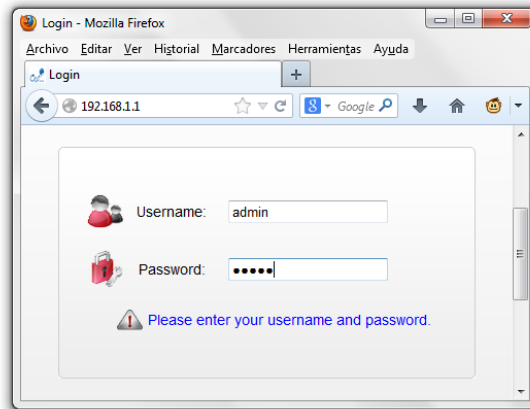 Login - Mozilla Firefox
Archivo Editar Ver Historial Marcadores Herramientas Ayuda
Login
192.168.1.1 Google
Username: admin
Password: •••••
Please enter your username and password.